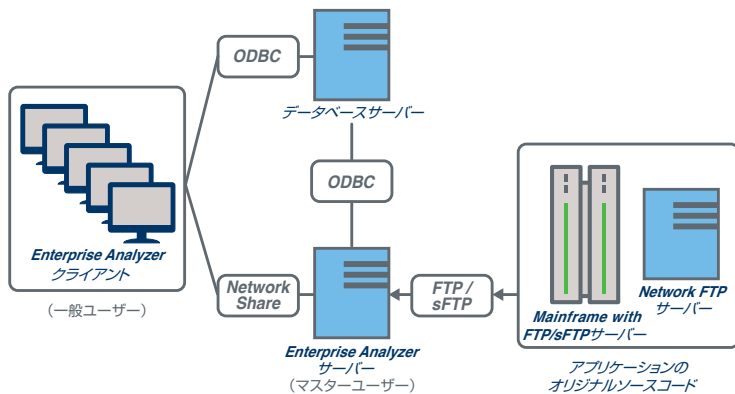 ODBC
データベースサーバー
ODBC
Enterprise Analyzer
クライアント
(一般ユーザー)
Network
Share
Enterprise Analyzer
サーバー
(マスターユーザー)
FTP /
sFTP
Mainframe with
FTP/sFTPサーバー
Network FTP
サーバー
アプリケーションの
オリジナルソースコード